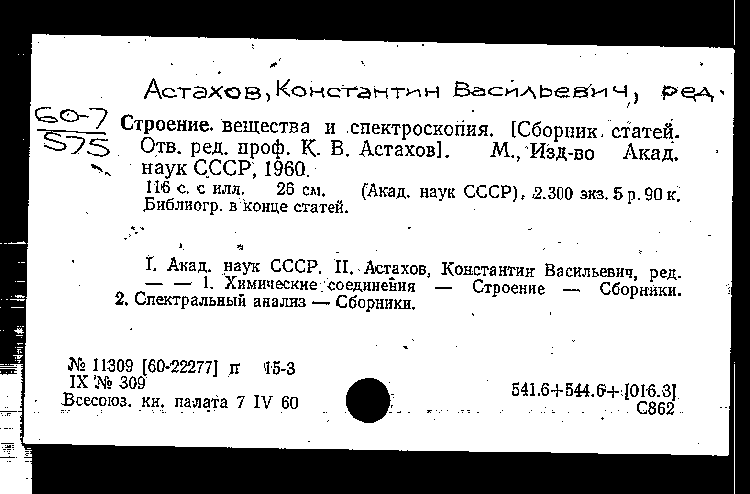 Астахов, Константин Васильевич, ред.
60-7
575
Строение вещества и спектроскопия. [Сборник статей.
Отв. ред. проф. К. В. Астахов]. М., Изд-во Акад.
наук СССР, 1960.
116 с. с илл. 26 см. (Акад. наук СССР). 2.300 экз. 5 р. 90 к.
Библиогр. в конце статей.
I. Акад. наук СССР. II. Астахов, Константин Васильевич, ред.
— — 1. Химические соединения — Строение — Сборники.
2. Спектральный анализ — Сборники.
№ 11309 [60-22277] п 15-3
IX № 309
Всесоюз. кн. палата 7 IV 60
541.6+544.6+[016.3]
С862